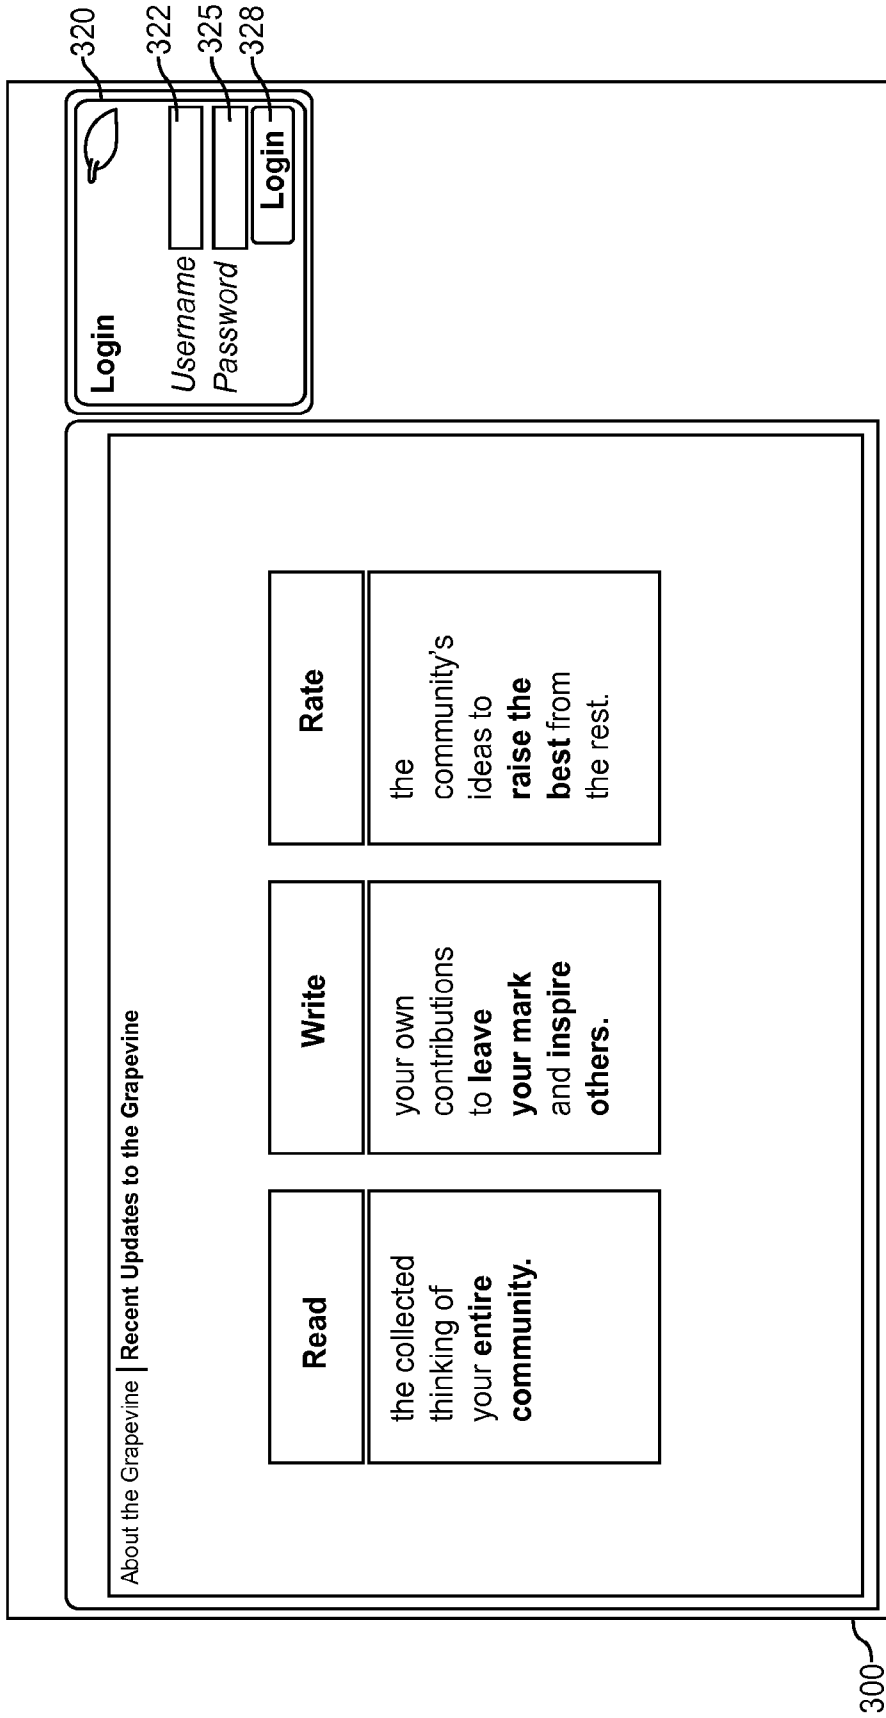 About the Grapevine | Recent Updates to the Grapevine
Read
the collected
thinking of
your entire
community.
Write
your own
contributions
to leave
your mark
and inspire
others.
Rate
the
community's
ideas to
raise the
best from
the rest.
Login
Username
Password
Login
320
322
325
328
300